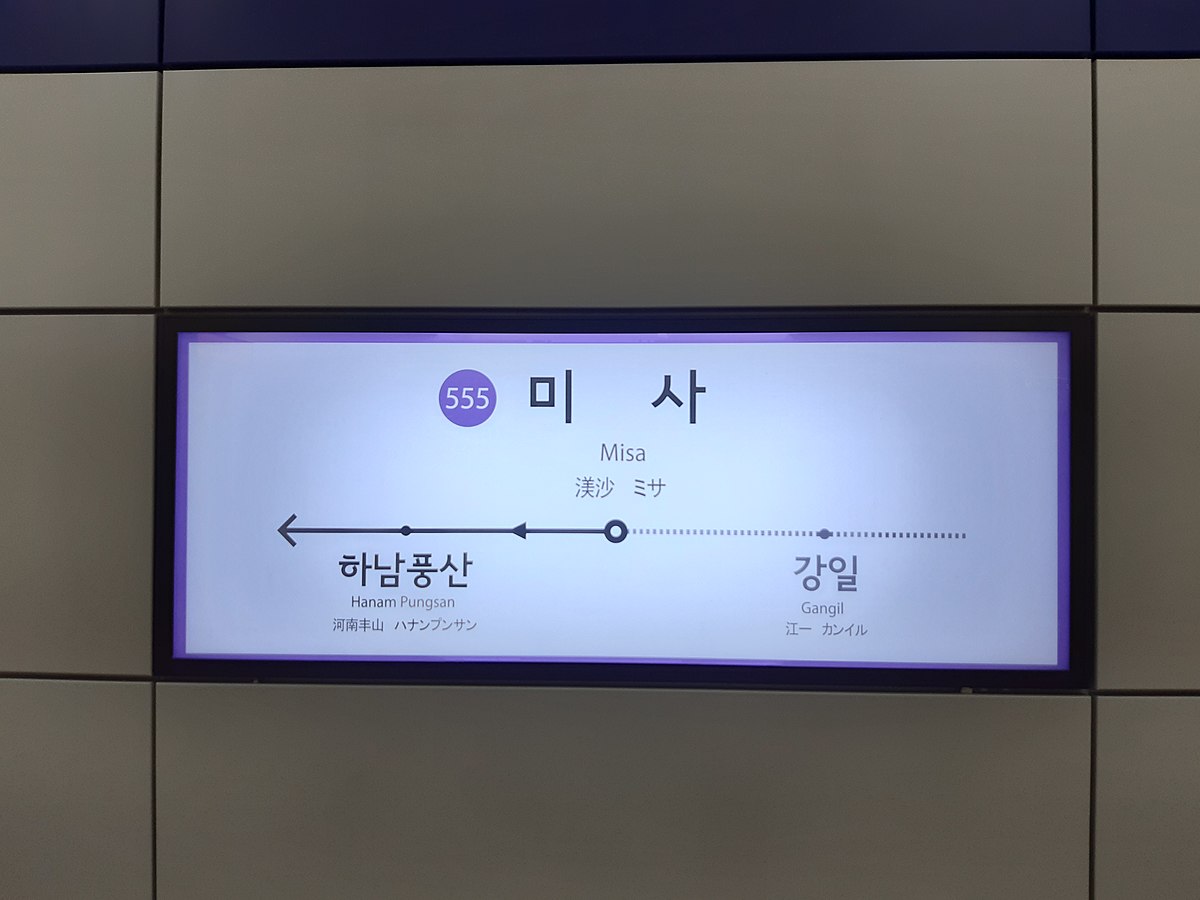 555 미 사
Misa
渼沙 ミサ
하남풍산 강일
Hanam Pungsan Gangil
河南丰山 ハナンプンサン 江一 カンイル